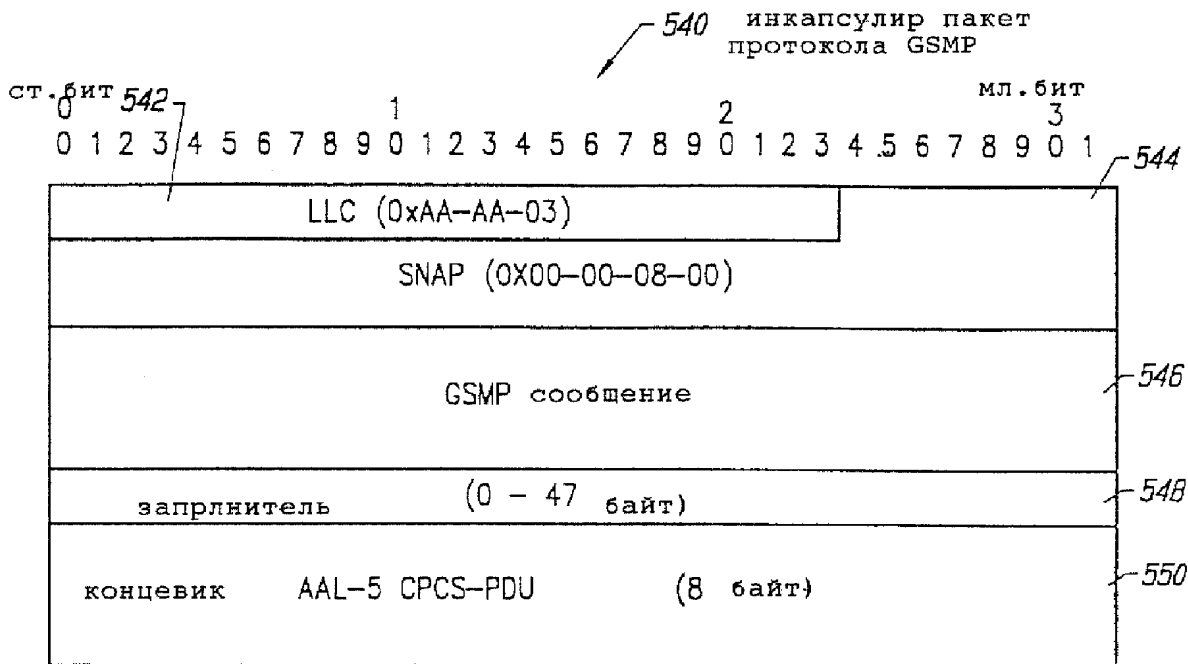 540 инкапсулир пакет
протокола GSMP
ст.бит 542 мл.бит
0 1 2 3
0 1 2 3 4 5 6 7 8 9 0 1 2 3 4 5 6 7 8 9 0 1 2 3 4 5 6 7 8 9 0 1
544
LLC (0xAA-AA-03)
SNAP (0X00-00-08-00)
GSMP сообщение 546
запрлнитель (0 - 47 байт) 548
концевик AAL-5 CPCS-PDU (8 байт) 550